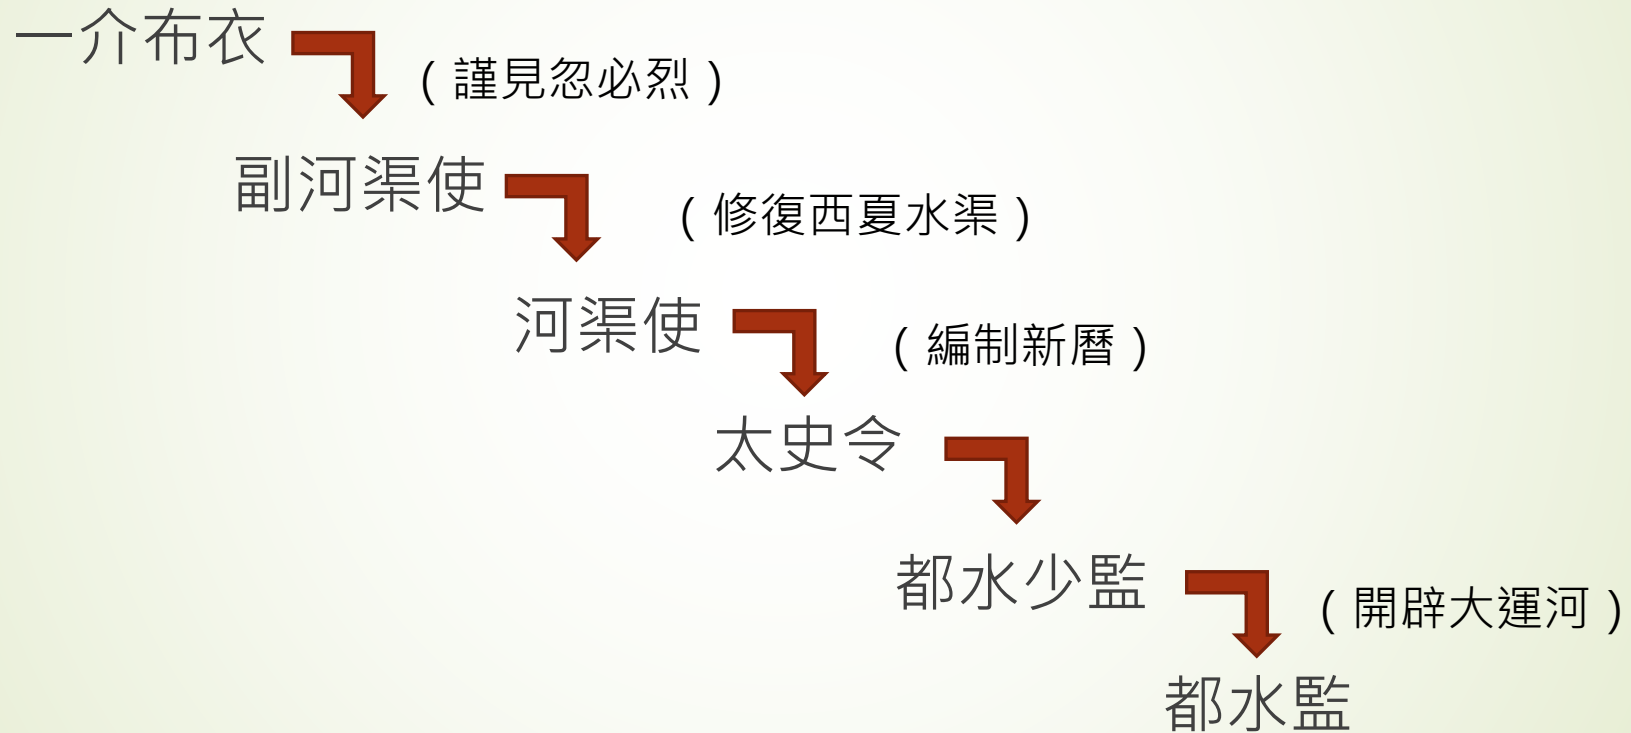 一介布衣
(謹見忽必烈)
副河渠使
(修復西夏水渠)
河渠使
(編制新曆)
太史令
都水少監
(開辟大運河)
都水監